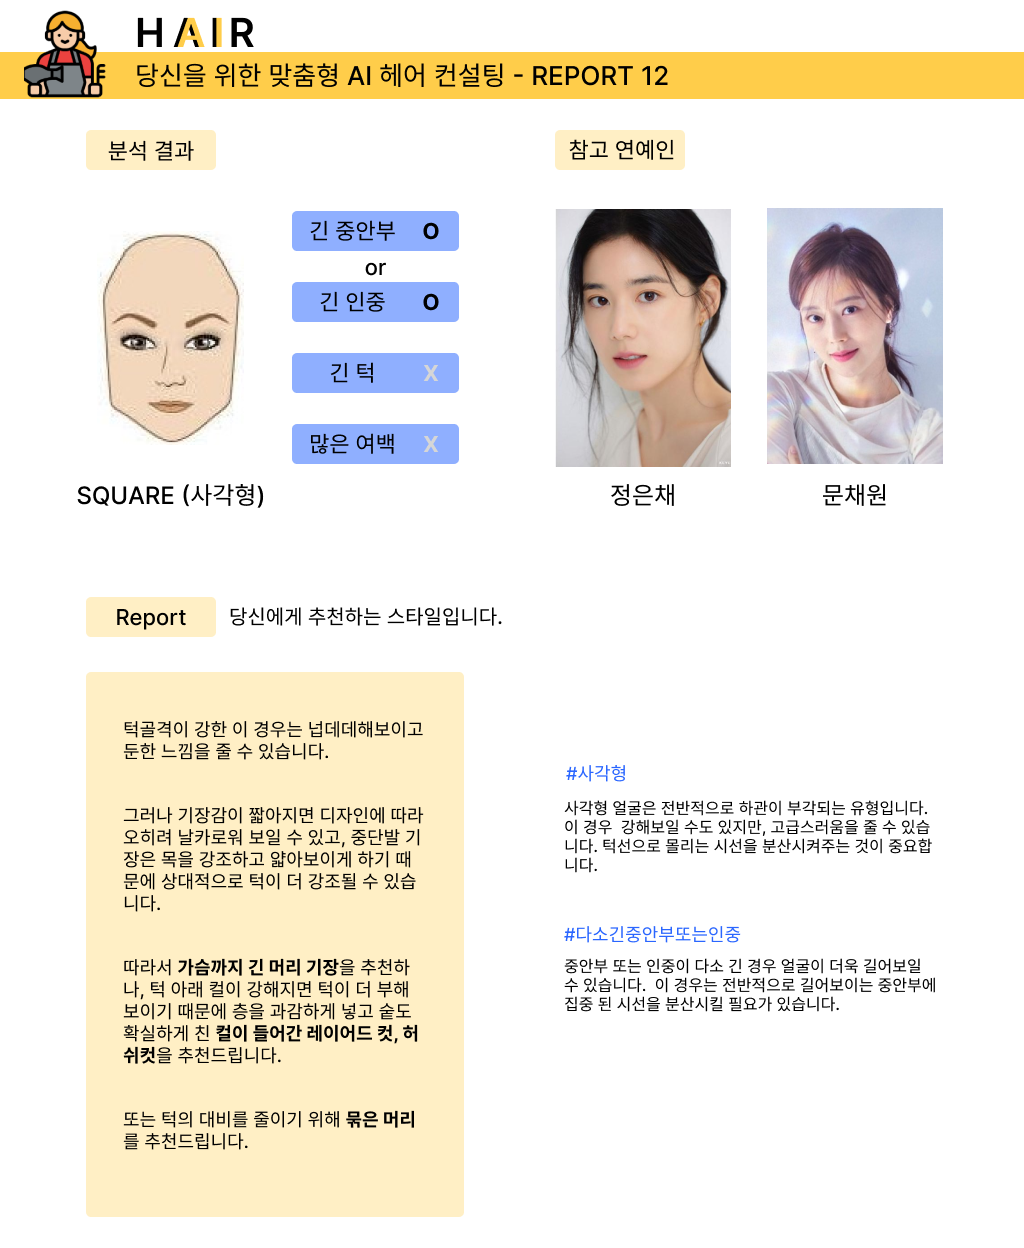 HAIR
당신을 위한 맞춤형 AI 헤어 컨설팅 - REPORT 12
분석 결과
참고 연예인
긴 중안부 O
or
긴 인중 O
긴 턱 X
많은 여백 X
SQUARE (사각형)
정은채
문채원
Report
당신에게 추천하는 스타일입니다.
턱골격이 강한 이 경우는 넙데데해보이고
둔한 느낌을 줄 수 있습니다.
그러나 기장감이 짧아지면 디자인에 따라
오히려 날카로워 보일 수 있고, 중단발 기
장은 목을 강조하고 얇아보이게 하기 때
문에 상대적으로 턱이 더 강조될 수 있습
니다.
따라서 가슴까지 긴 머리 기장을 추천하
나, 턱 아래 컬이 강해지면 턱이 더 부해
보이기 때문에 층을 과감하게 넣고 숱도
확실하게 친 컬이 들어간 레이어드 컷, 허
쉬컷을 추천드립니다.
또는 턱의 대비를 줄이기 위해 묶은 머리
를 추천드립니다.
#사각형
사각형 얼굴은 전반적으로 하관이 부각되는 유형입니다.
이 경우 강해보일 수도 있지만, 고급스러움을 줄 수 있습
니다. 턱선으로 몰리는 시선을 분산시켜주는 것이 중요합
니다.
#다소긴중안부또는인중
중안부 또는 인중이 다소 긴 경우 얼굴이 더욱 길어보일
수 있습니다. 이 경우는 전반적으로 길어보이는 중안부에
집중 된 시선을 분산시킬 필요가 있습니다.